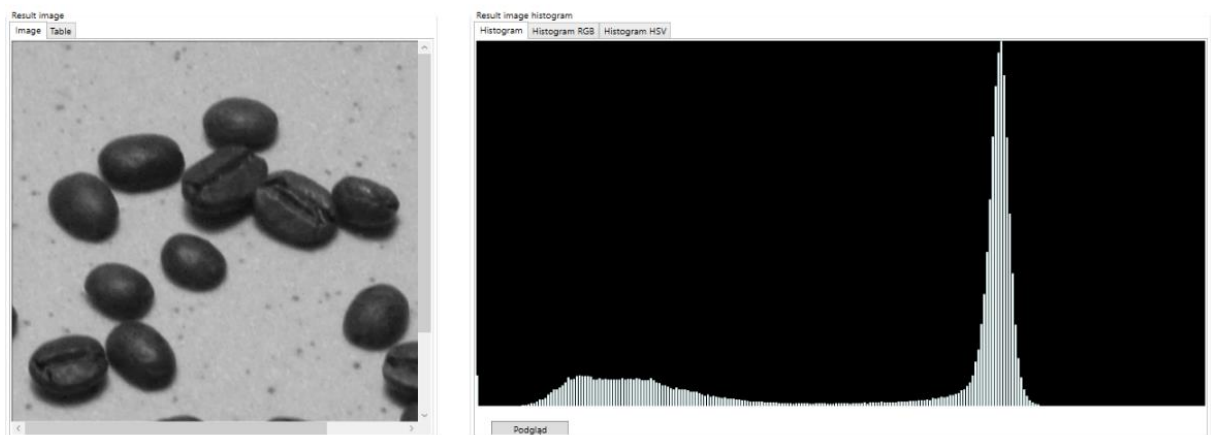 Result image
Image Table
Result image histogram
Histogram Histogram RGB Histogram HSV
Podgląd